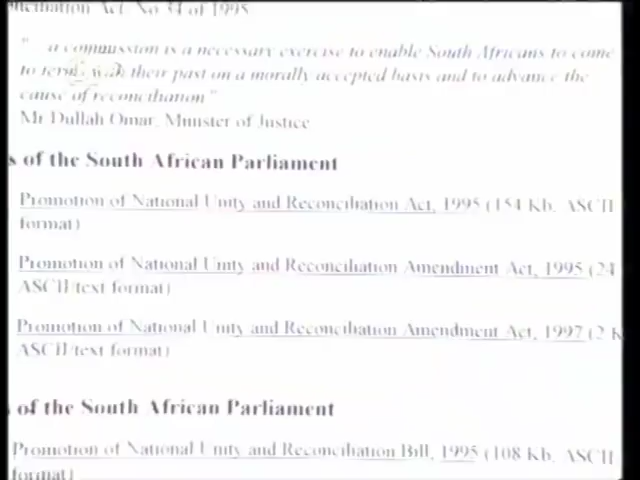 nciliation Act, No 34 of 1995
" a commission is a necessary exercise to enable South Africans to come
to terms with their past on a morally accepted basis and to advance the
cause of reconciliation"
Mr Dullah Omar, Minister of Justice
s of the South African Parliament
Promotion of National Unity and Reconciliation Act, 1995 (154 Kb, ASCII
format)
Promotion of National Unity and Reconciliation Amendment Act, 1995 (24
ASCII/text format)
Promotion of National Unity and Reconciliation Amendment Act, 1997 (2 K
ASCII/text format)
of the South African Parliament
Promotion of National Unity and Reconciliation Bill, 1995 (108 Kb, ASCII
format)